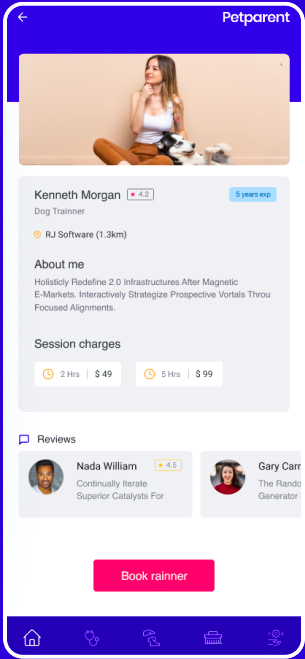 Petparent
Kenneth Morgan ★ 4.2
5 years exp
Dog Trainner
RJ Software (1.3km)
About me
Holisticly Redefine 2.0 Infrastructures After Magnetic
E-Markets. Interactively Strategize Prospective Vortals Throu
Focused Alignments.
Session charges
2 Hrs | $ 49
5 Hrs | $ 99
Reviews
Nada William ★ 4.5
Continually Iterate
Superior Catalysts For
Gary Carr
The Rando
Generator
Book rainner